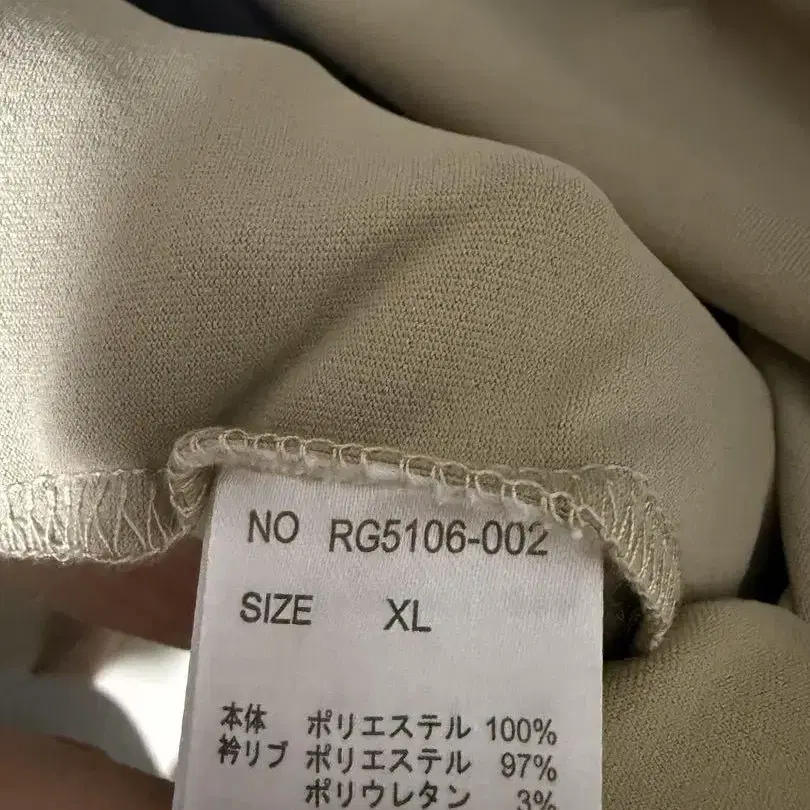 NO RG5106-002
SIZE XL
本体 ポリエステル 100%
衿リブ ポリエステル 97%
ポリウレタン 3%